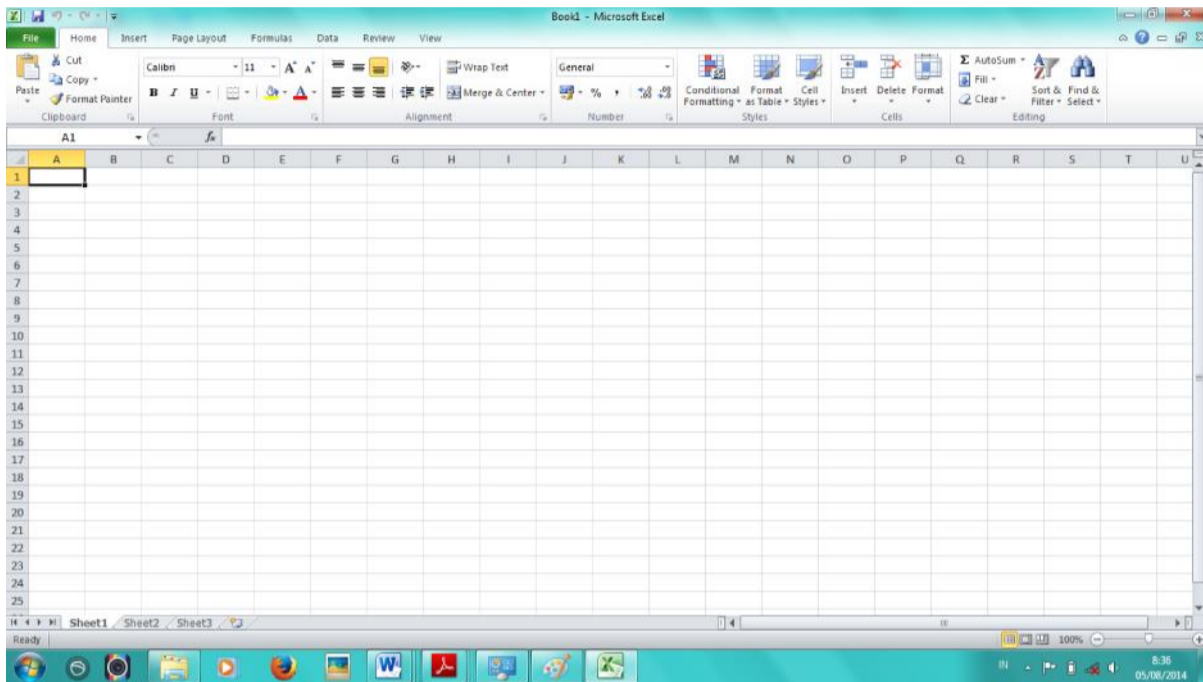 Book1 - Microsoft Excel
File Home Insert Page Layout Formulas Data Review View
Paste
Cut
Copy
Format Painter
Clipboard
Calibri 11 A A
B I U A
Font
Wrap Text
Merge & Center
Alignment
General
% ,
Number
Conditional Formatting
Format as Table
Cell Styles
Styles
Insert Delete Format
Cells
Σ AutoSum
Fill
Clear
Sort & Filter
Find & Select
Editing
A1 fx
A B C D E F G H I J K L M N O P Q R S T U
1
2
3
4
5
6
7
8
9
10
11
12
13
14
15
16
17
18
19
20
21
22
23
24
25
Sheet1 Sheet2 Sheet3
Ready 100%
IN 8:36
05/08/2014